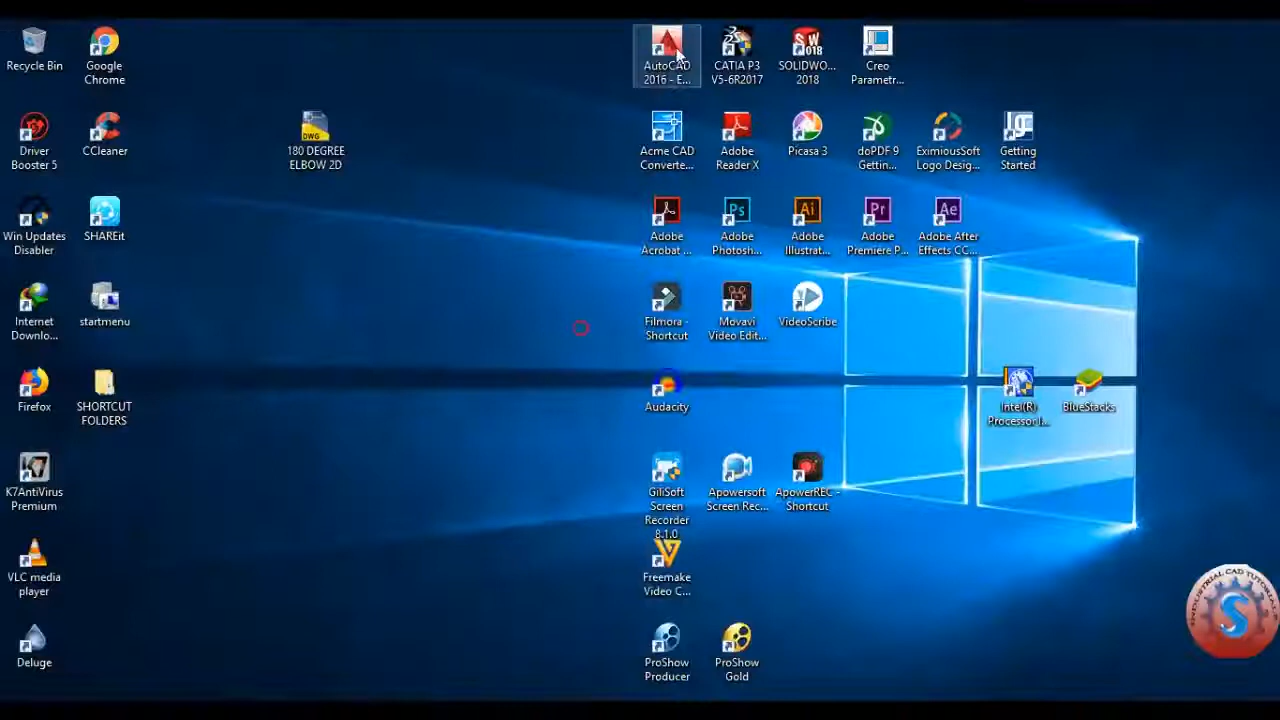 Recycle Bin
Google
Chrome
AutoCAD
2016 - E...
CATIA P3
V5-6R2017
SOLIDWO...
2018
Creo
Parametr...
Driver
Booster 5
CCleaner
DWG
180 DEGREE
ELBOW 2D
Acme CAD
Converte...
Adobe
Reader X
Picasa 3
doPDF 9
Gettin...
EximiousSoft
Logo Desig...
Getting
Started
Win Updates
Disabler
SHAREit
Adobe
Acrobat ...
Adobe
Photosh...
Adobe
Illustrat...
Adobe
Premiere P...
Adobe After
Effects CC...
Internet
Downlo...
startmenu
Filmora -
Shortcut
Movavi
Video Edit...
VideoScribe
Firefox
SHORTCUT
FOLDERS
Audacity
Intel(R)
Processor I...
BlueStacks
K7AntiVirus
Premium
GiliSoft
Screen
Recorder
8.1.0
Apowersoft
Screen Rec...
ApowerREC -
Shortcut
VLC media
player
Freemake
Video C...
Deluge
ProShow
Producer
ProShow
Gold
INDUSTRIAL CAD TUTORIALS
S